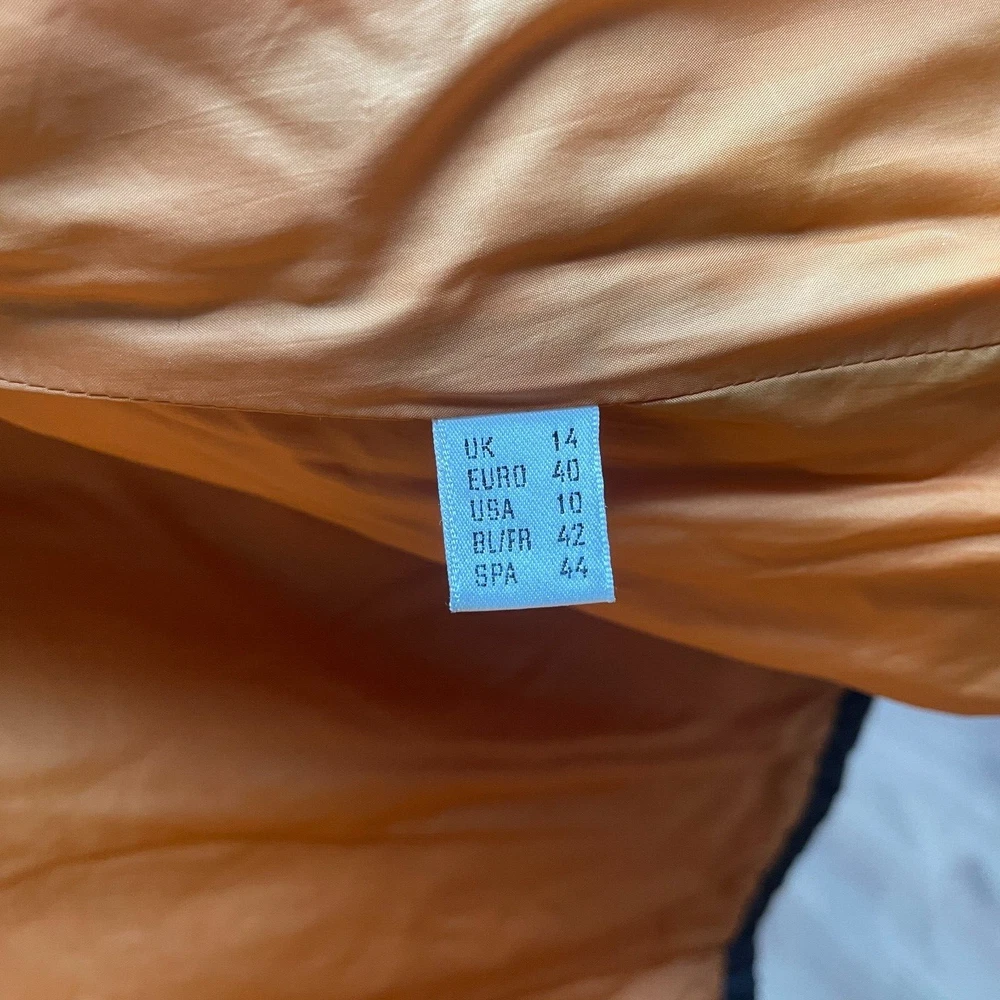 UK 14
EURO 40
USA 10
BL/FR 42
SPA 44